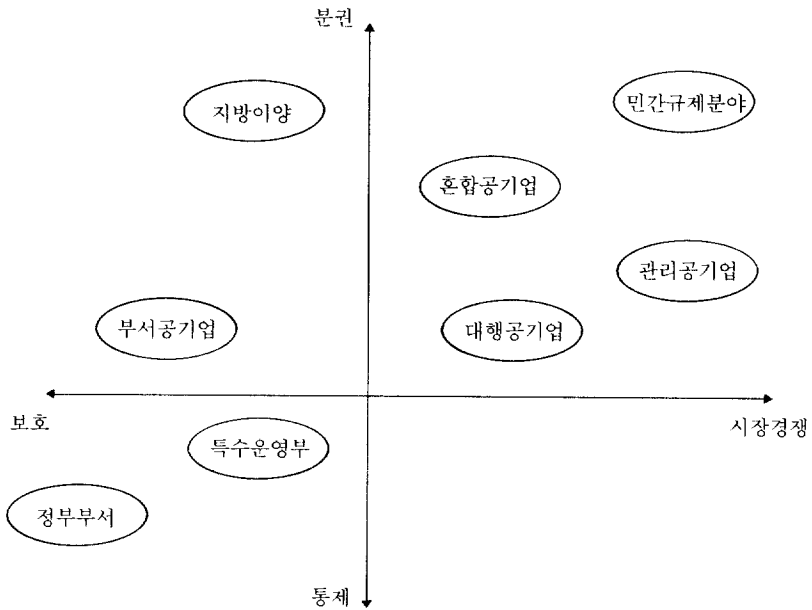 분권
지방이양
민간규제분야
혼합공기업
관리공기업
부서공기업
대행공기업
보호
시장경쟁
특수운영부
정부부서
통제